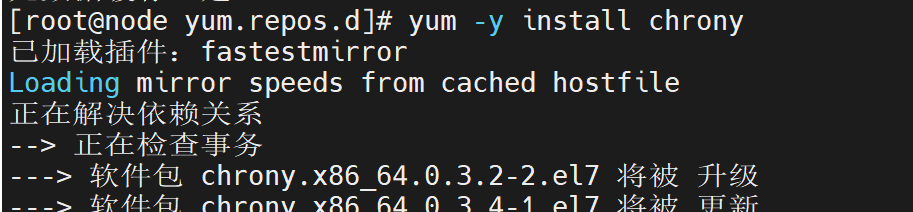 [root@node yum.repos.d]# yum -y install chrony
已加载插件：fastestmirror
Loading mirror speeds from cached hostfile
正在解决依赖关系
--> 正在检查事务
---> 软件包 chrony.x86_64.0.3.2-2.el7 将被 升级
---> 软件包 chrony.x86_64.0.3.4-1.el7 将被 更新